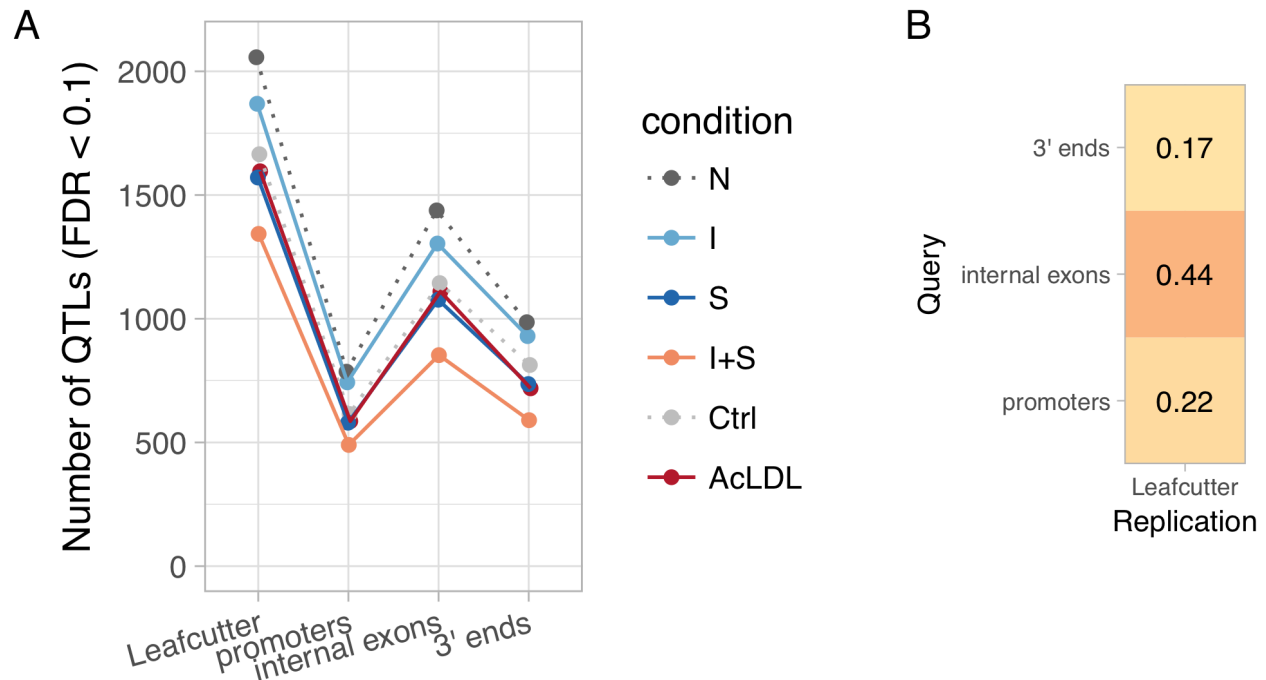 A
Number of QTLs (FDR < 0.1)
2000
1500
1000
500
0
Leafcutter
promoters
internal exons
3' ends
condition
N
I
S
I+S
Ctrl
AcLDL
B
Query
3' ends
internal exons
promoters
0.17
0.44
0.22
Leafcutter
Replication